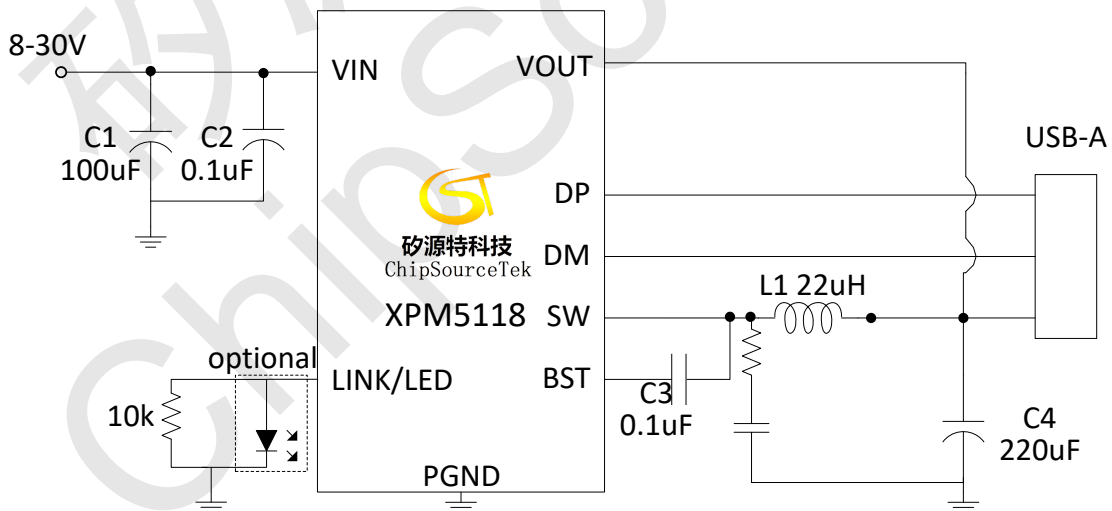 8-30V
VIN
VOUT
C1
100uF
C2
0.1uF
USB-A
DP
矽源特科技
ChipSourceTek
DM
L1 22uH
XPM5118
SW
optional
LINK/LED
BST
10k
C3
0.1uF
C4
220uF
PGND
ChipSo